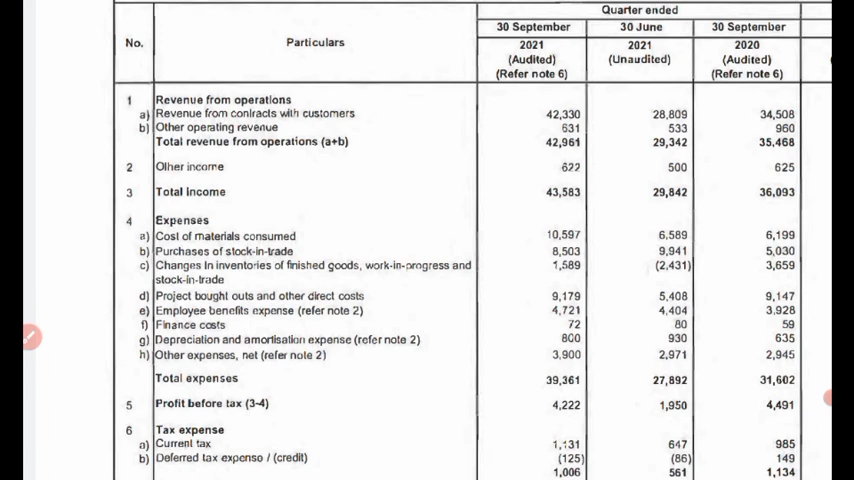 Quarter ended
No. Particulars 30 September 30 June 30 September
2021 2021 2020
(Audited) (Unaudited) (Audited)
(Refer note 6) (Refer note 6)
1 Revenue from operations
a) Revenue from contracts with customers 42,330 28,809 34,508
b) Other operating revenue 631 533 960
Total revenue from operations (a+b) 42,961 29,342 35,468
2 Other income 622 500 625
3 Total Income 43,583 29,842 36,093
4 Expenses
a) Cost of materials consumed 10,597 6,589 6,199
b) Purchases of stock-in-trade 8,503 9,941 5,030
c) Changes in inventories of finished goods, work-in-progress and 1,589 (2,431) 3,659
stock-in-trade
d) Project bought outs and other direct costs 9,179 5,408 9,147
e) Employee benefits expense (refer note 2) 4,721 4,404 3,928
f) Finance costs 72 80 59
g) Depreciation and amortisation expense (refer note 2) 800 930 635
h) Other expenses, net (refer note 2) 3,900 2,971 2,945
Total expenses 39,361 27,892 31,602
5 Profit before tax (3-4) 4,222 1,950 4,491
6 Tax expense
a) Current tax 1,131 647 985
b) Deferred tax expense / (credit) (125) (86) 149
1,006 561 1,134